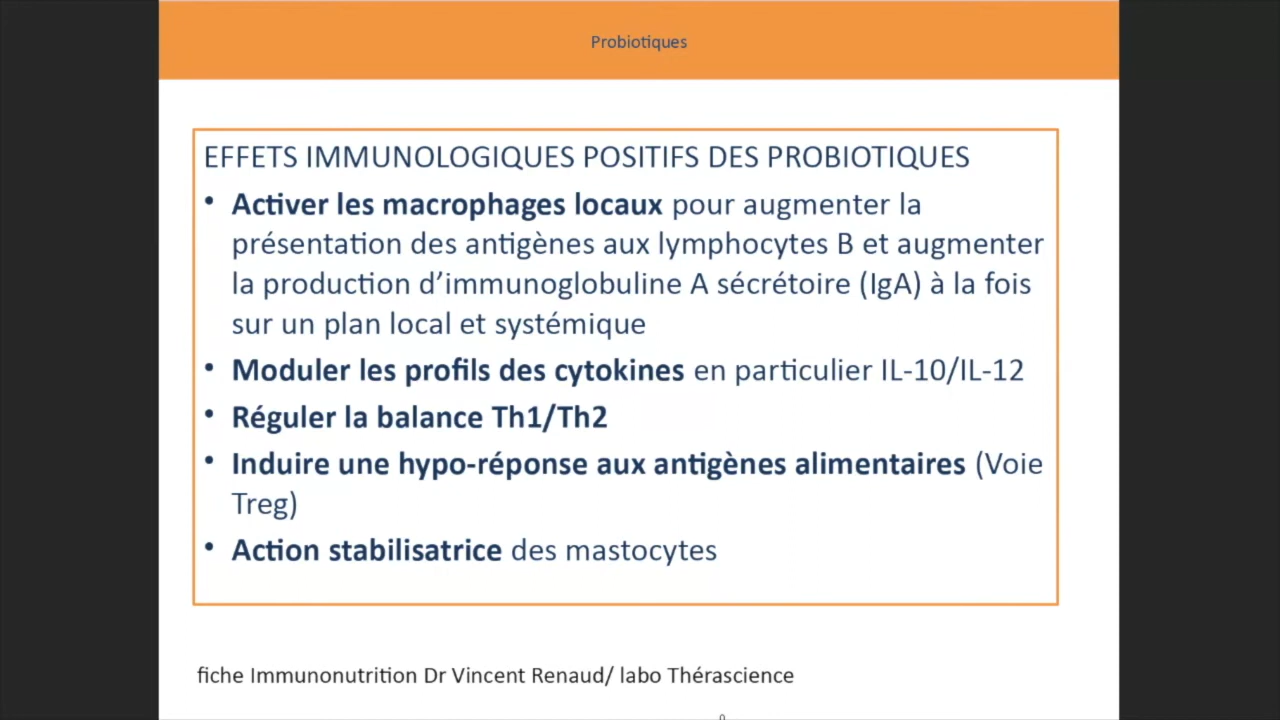 Probiotiques
EFFETS IMMUNOLOGIQUES POSITIFS DES PROBIOTIQUES
• Activer les macrophages locaux pour augmenter la
présentation des antigènes aux lymphocytes B et augmenter
la production d’immunoglobuline A sécrétoire (IgA) à la fois
sur un plan local et systémique
• Moduler les profils des cytokines en particulier IL-10/IL-12
• Réguler la balance Th1/Th2
• Induire une hypo-réponse aux antigènes alimentaires (Voie
Treg)
• Action stabilisatrice des mastocytes
fiche Immunonutrition Dr Vincent Renaud/ labo Thérascience